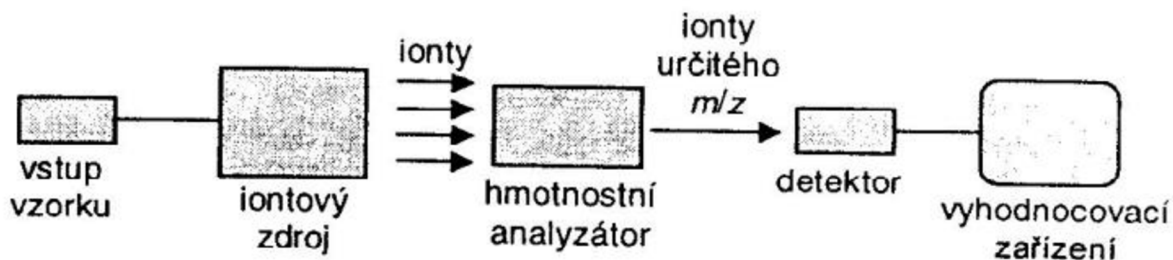 vstup
vzorku
iontový
zdroj
ionty
hmotnostní
analyzátor
ionty
určitého
m/z
detektor
vyhodnocovací
zařízení